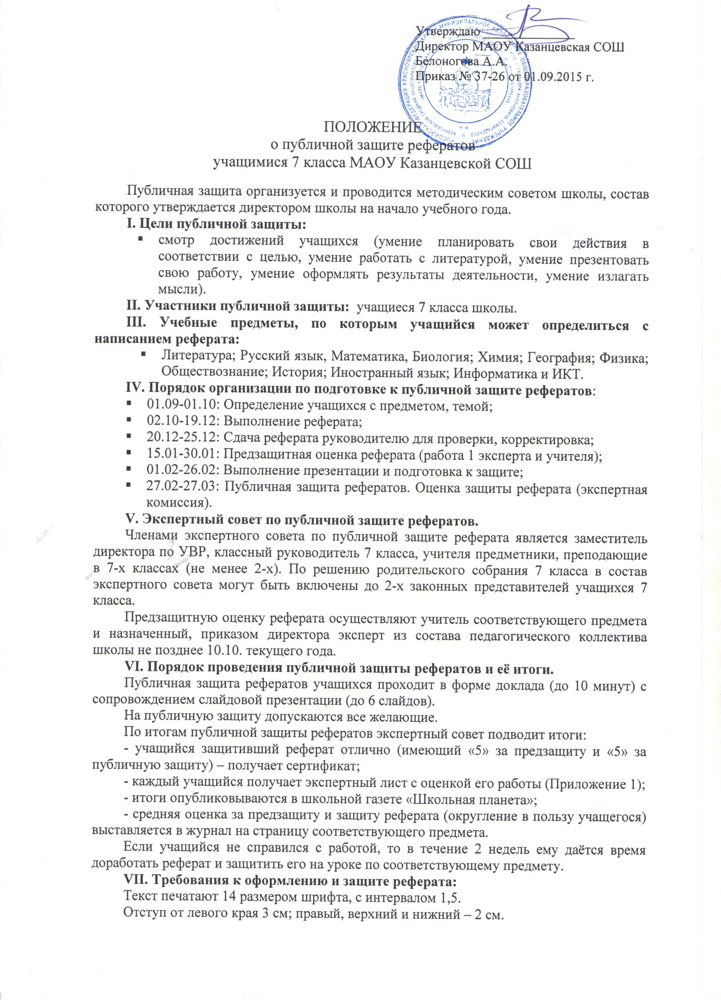 Утверждаю
Директор МАОУ Казанцевская СОШ
Белоногова А.А.
Приказ № 37-26 от 01.09.2015 г.
ПОЛОЖЕНИЕ
о публичной защите рефератов
учащимися 7 класса МАОУ Казанцевской СОШ
Публичная защита организуется и проводится методическим советом школы, состав
которого утверждается директором школы на начало учебного года.
I. Цели публичной защиты:
▪ смотр достижений учащихся (умение планировать свои действия в
соответствии с целью, умение работать с литературой, умение презентовать
свою работу, умение оформлять результаты деятельности, умение излагать
мысли).
II. Участники публичной защиты: учащиеся 7 класса школы.
III. Учебные предметы, по которым учащийся может определиться с
написанием реферата:
▪ Литература; Русский язык, Математика, Биология; Химия; География; Физика;
Обществознание; История; Иностранный язык; Информатика и ИКТ.
IV. Порядок организации по подготовке к публичной защите рефератов:
▪ 01.09-01.10: Определение учащихся с предметом, темой;
▪ 02.10-19.12: Выполнение реферата;
▪ 20.12-25.12: Сдача реферата руководителю для проверки, корректировка;
▪ 15.01-30.01: Предзащитная оценка реферата (работа 1 эксперта и учителя);
▪ 01.02-26.02: Выполнение презентации и подготовка к защите;
▪ 27.02-27.03: Публичная защита рефератов. Оценка защиты реферата (экспертная
комиссия).
V. Экспертный совет по публичной защите рефератов.
Членами экспертного совета по публичной защите реферата является заместитель
директора по УВР, классный руководитель 7 класса, учителя предметники, преподающие
в 7-х классах (не менее 2-х). По решению родительского собрания 7 класса в состав
экспертного совета могут быть включены до 2-х законных представителей учащихся 7
класса.
Предзащитную оценку реферата осуществляют учитель соответствующего предмета
и назначенный, приказом директора эксперт из состава педагогического коллектива
школы не позднее 10.10. текущего года.
VI. Порядок проведения публичной защиты рефератов и её итоги.
Публичная защита рефератов учащихся проходит в форме доклада (до 10 минут) с
сопровождением слайдовой презентации (до 6 слайдов).
На публичную защиту допускаются все желающие.
По итогам публичной защиты рефератов экспертный совет подводит итоги:
- учащийся защитивший реферат отлично (имеющий «5» за предзащиту и «5» за
публичную защиту) – получает сертификат;
- каждый учащийся получает экспертный лист с оценкой его работы (Приложение 1);
- итоги опубликовываются в школьной газете «Школьная планета»;
- средняя оценка за предзащиту и защиту реферата (округление в пользу учащегося)
выставляется в журнал на страницу соответствующего предмета.
Если учащийся не справился с работой, то в течение 2 недель ему даётся время
доработать реферат и защитить его на уроке по соответствующему предмету.
VII. Требования к оформлению и защите реферата:
Текст печатают 14 размером шрифта, с интервалом 1,5.
Отступ от левого края 3 см; правый, верхний и нижний – 2 см.
РОССИЙСКАЯ ФЕДЕРАЦИЯ КРАСНОЯРСКИЙ КРАЙ МУНИЦИПАЛЬНОЕ АВТОНОМНОЕ ОБЩЕОБРАЗОВАТЕЛЬНОЕ УЧРЕЖДЕНИЕ